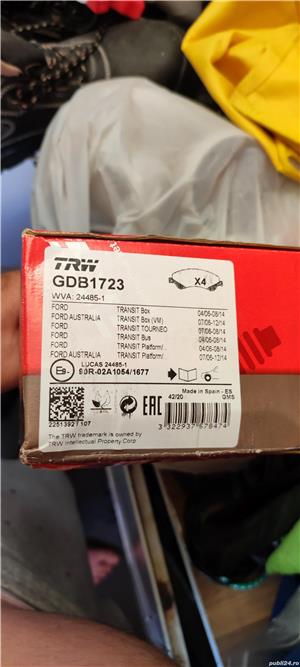 TRW
GDB1723
X4
WVA: 24485-1
FORD TRANSIT Box 04/06-08/14
FORD AUSTRALIA TRANSIT Box (VM) 07/06-12/14
FORD TRANSIT TOURNEO 04/06-08/14
FORD TRANSIT Bus 04/06-08/14
FORD TRANSIT Platform/. 04/06-08/14
FORD AUSTRALIA TRANSIT Platform/ 07/06-12/14
LUCAS 24485-1
90R-02A1054/1677
Made in Spain - ES
42/20 GMS
EAC
2251392 107
The TRW trademark is owned by
TRW Intellectual Property Corp
3 322937 678474
publi24.ro